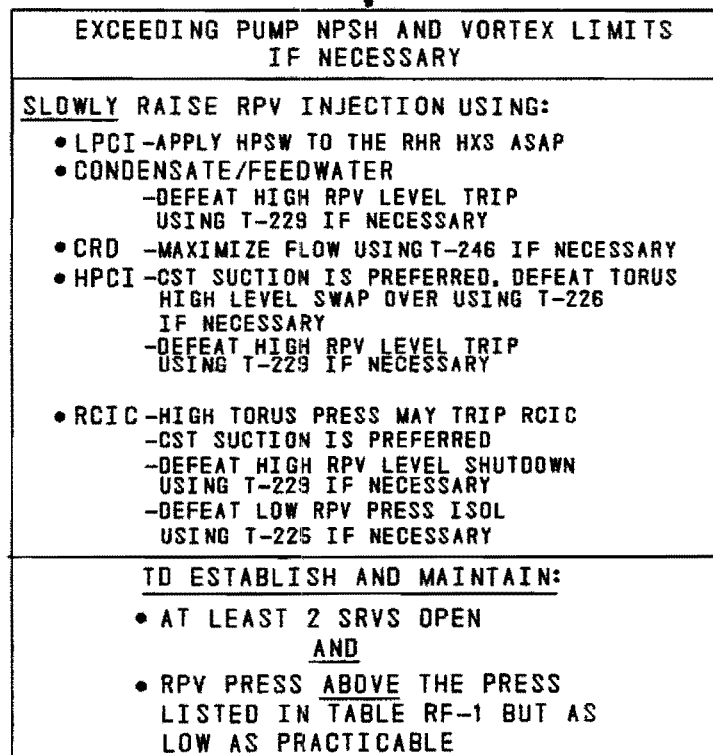 EXCEEDING PUMP NPSH AND VORTEX LIMITS
IF NECESSARY
SLOWLY RAISE RPV INJECTION USING:
• LPCI -APPLY HPSW TO THE RHR HXS ASAP
• CONDENSATE/FEEDWATER
-DEFEAT HIGH RPV LEVEL TRIP
USING T-229 IF NECESSARY
• CRD -MAXIMIZE FLOW USING T-246 IF NECESSARY
• HPCI -CST SUCTION IS PREFERRED. DEFEAT TORUS
HIGH LEVEL SWAP OVER USING T-226
IF NECESSARY
-DEFEAT HIGH RPV LEVEL TRIP
USING T-229 IF NECESSARY
• RCIC -HIGH TORUS PRESS MAY TRIP RCIC
-CST SUCTION IS PREFERRED
-DEFEAT HIGH RPV LEVEL SHUTDOWN
USING T-229 IF NECESSARY
-DEFEAT LOW RPV PRESS ISOL
USING T-225 IF NECESSARY
TO ESTABLISH AND MAINTAIN:
• AT LEAST 2 SRVS OPEN
AND
• RPV PRESS ABOVE THE PRESS
LISTED IN TABLE RF-1 BUT AS
LOW AS PRACTICABLE